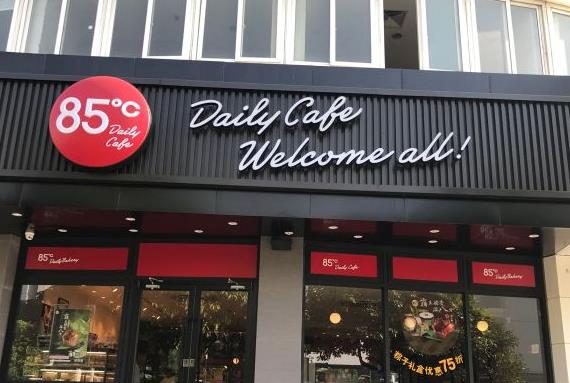 85°C
Daily
Cafe
Daily Cafe
Welcome all!
85°C Daily Bakery
85°C Daily Cafe
85°C Daily Bakery
粽子礼盒优惠75折